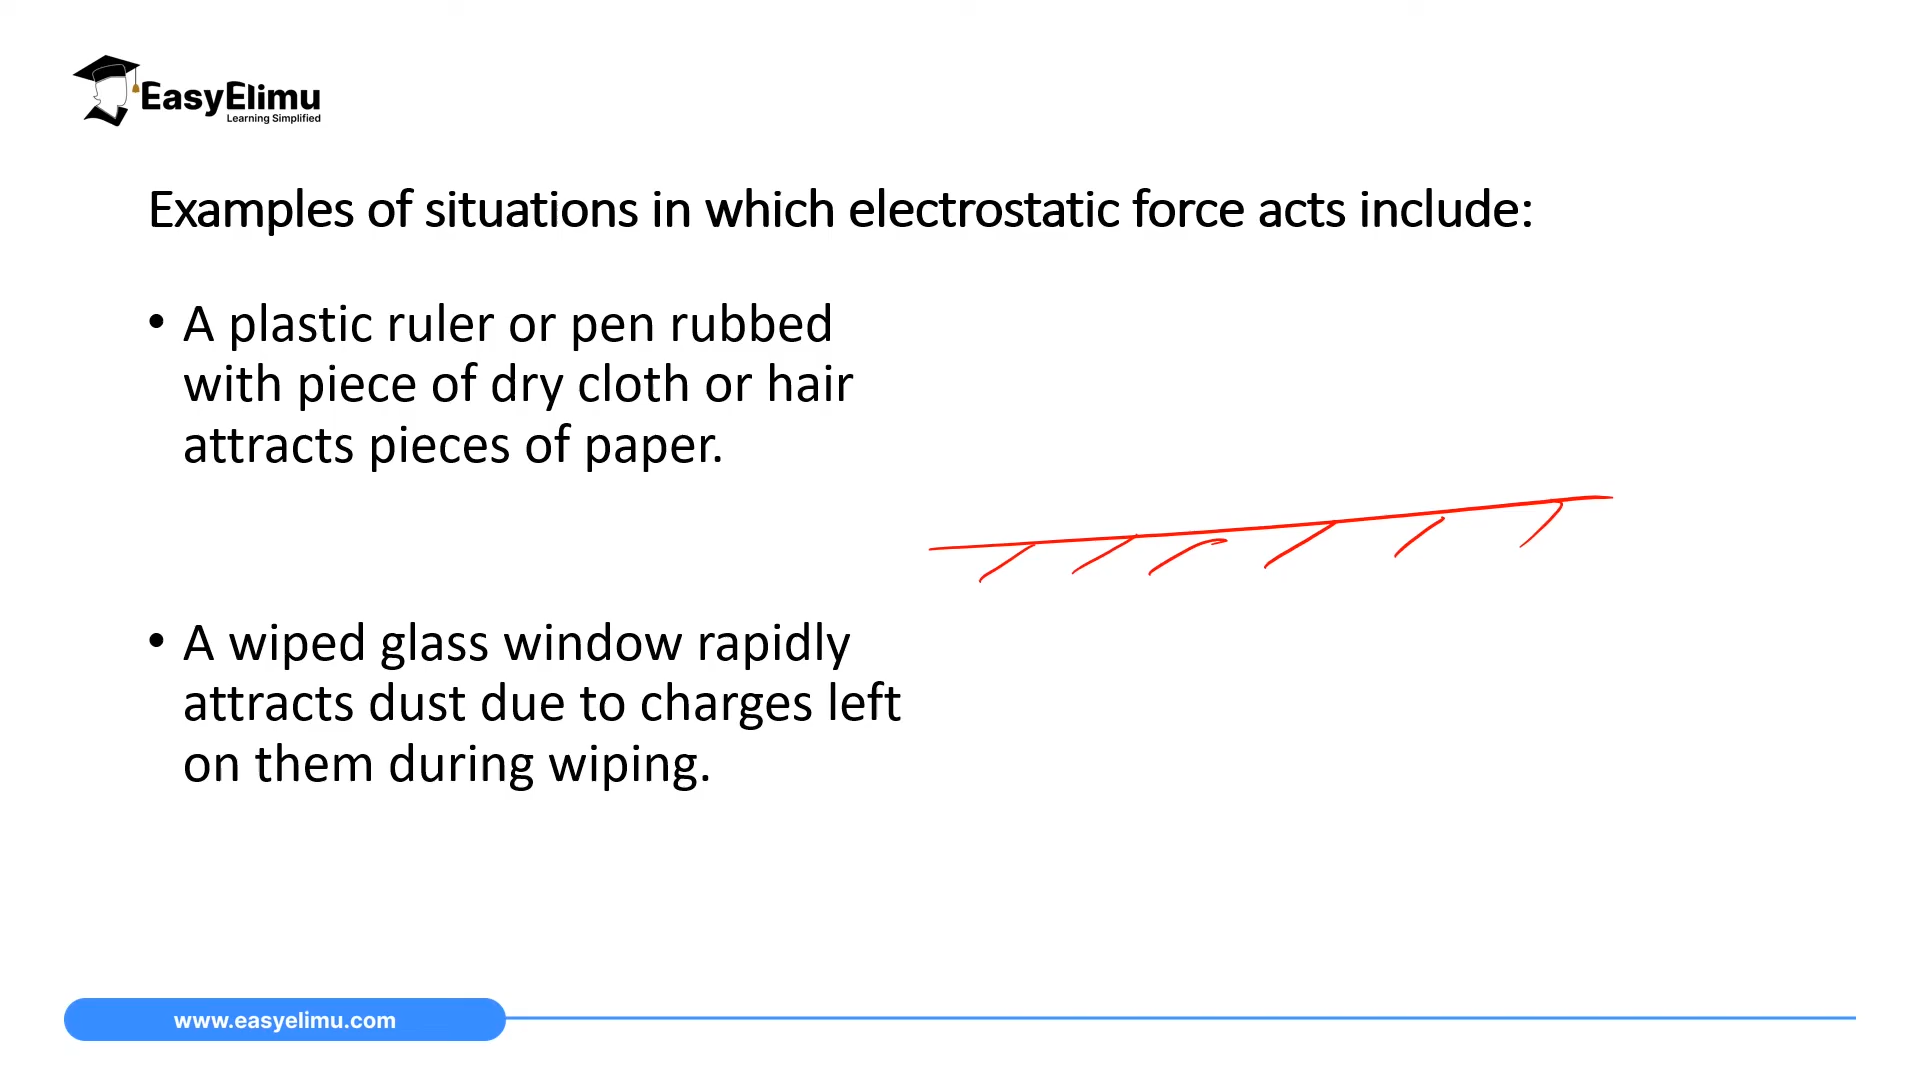 EasyElimu
Learning Simplified
Examples of situations in which electrostatic force acts include:
• A plastic ruler or pen rubbed
with piece of dry cloth or hair
attracts pieces of paper.
• A wiped glass window rapidly
attracts dust due to charges left
on them during wiping.
www.easyelimu.com